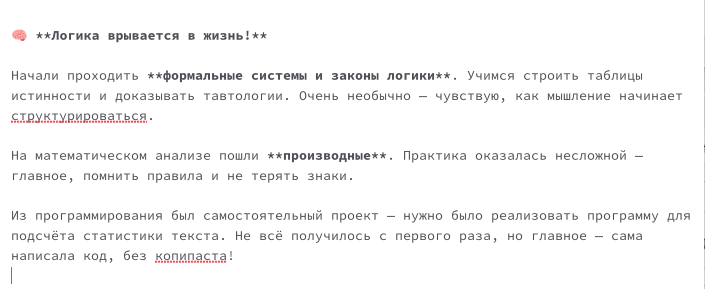 🧠 **Логика врывается в жизнь!**
Начали проходить **формальные системы и законы логики**. Учимся строить таблицы
истинности и доказывать тавтологии. Очень необычно — чувствую, как мышление начинает
структурироваться.
На математическом анализе пошли **производные**. Практика оказалась несложной —
главное, помнить правила и не терять знаки.
Из программирования был самостоятельный проект — нужно было реализовать программу для
подсчёта статистики текста. Не всё получилось с первого раза, но главное — сама
написала код, без копипаста!